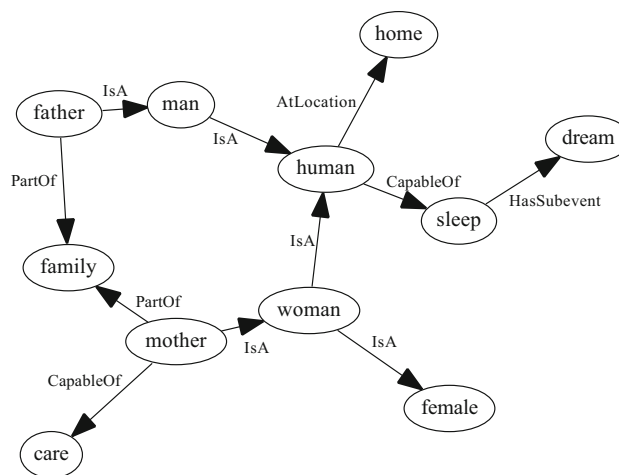 home
IsA
man
father
AtLocation
IsA
dream
human
CapableOf
PartOf
HasSubevent
sleep
IsA
family
PartOf
woman
mother
IsA
IsA
CapableOf
female
care